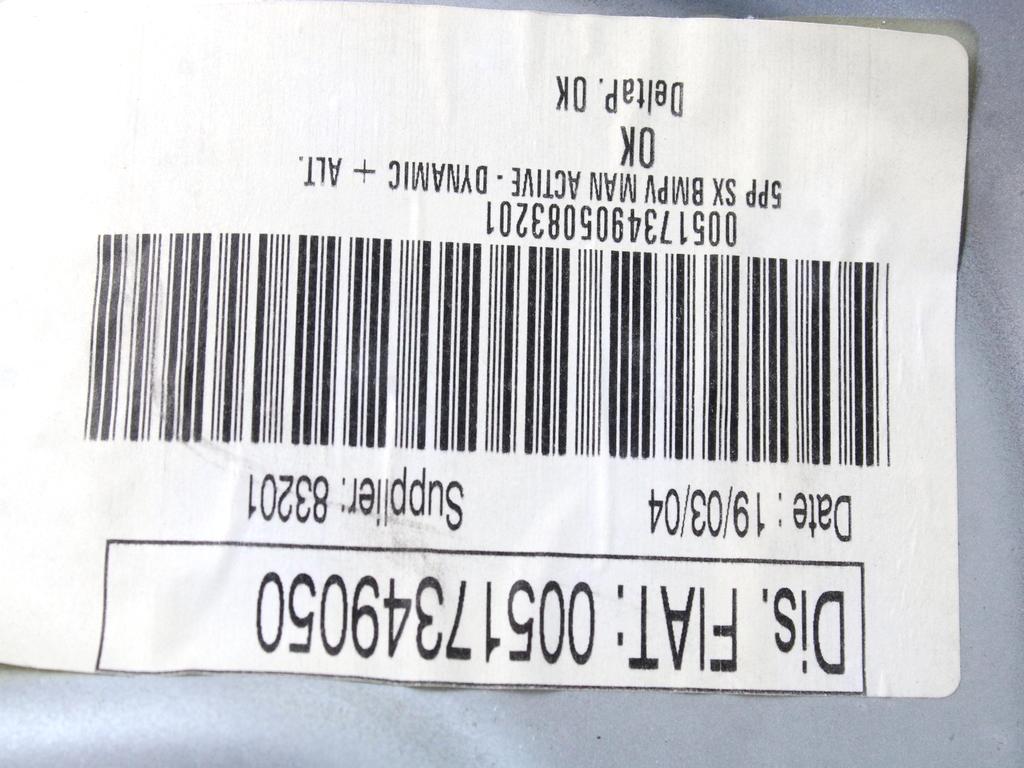 Dis. FIAT: 00517349050
Date : 19/03/04 Supplier: 83201
0051734905083201
5PP SX BMPV MAN ACTIVE - DYNAMIC + ALT.
OK
DeltaP. OK